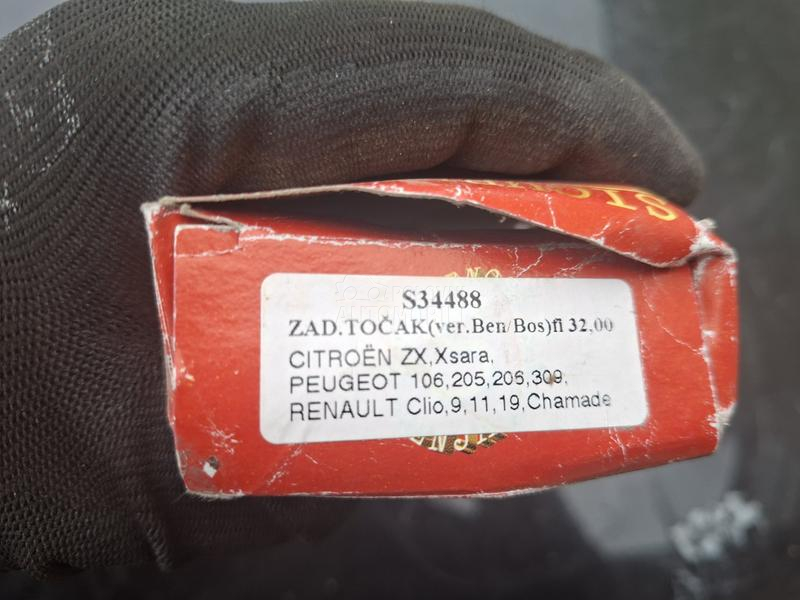 S34488
ZAD.TOČAK(ver.Ben/Bos)fi 32,00
CITROËN ZX,Xsara,
PEUGEOT 106,205,206,309,
RENAULT Clio,9,11,19,Chamade